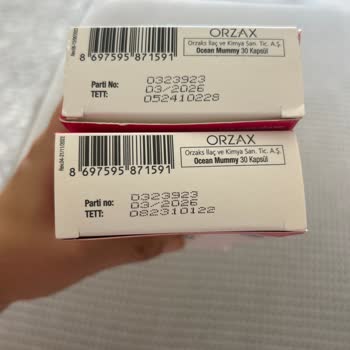 ORZAX
Orzaks İlaç ve Kimya San. Tic. A.Ş.
Ocean Mummy 30 Kapsül
8 697595 871591
Parti No: 0323923
TETT: 03/2026
052410228
ORZAX
Orzaks İlaç ve Kimya San. Tic. A.Ş.
Ocean Mummy 30 Kapsül
8 697595 871591
Parti no: 0323923
TETT: 03/2026
082310122